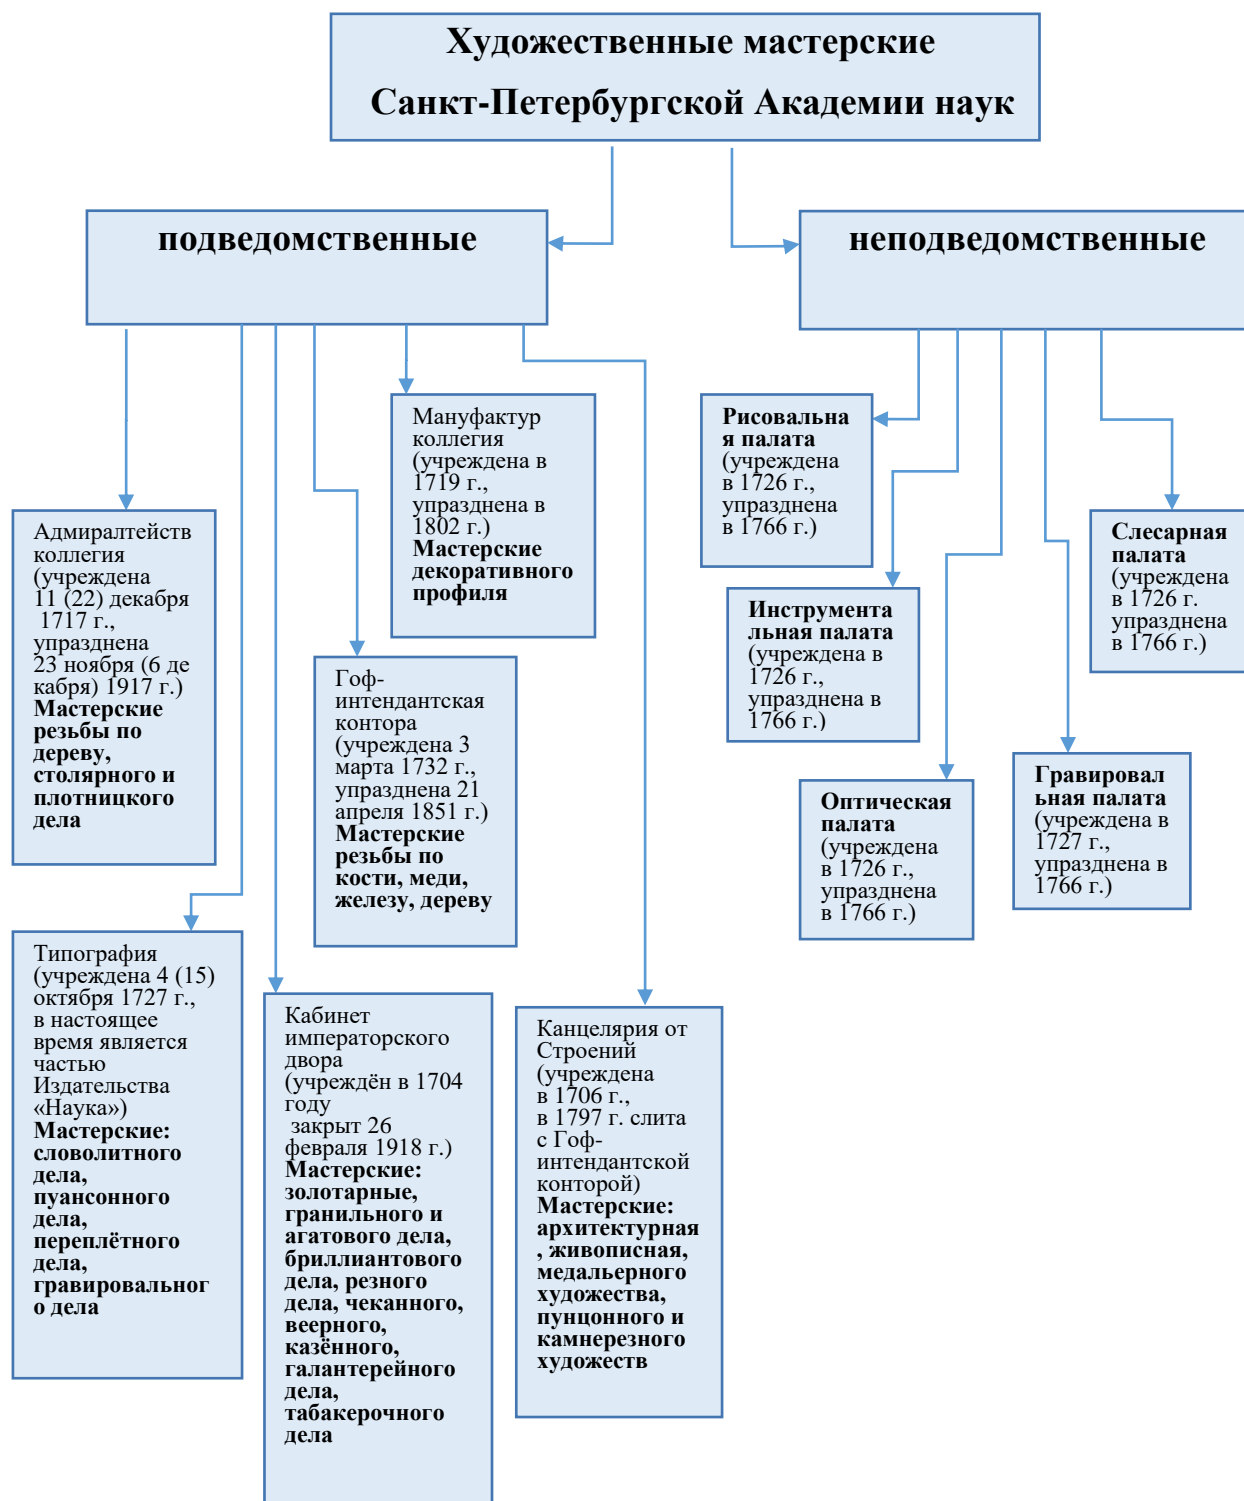 Художественные мастерские
Санкт-Петербургской Академии наук
подведомственные
неподведомственные
Мануфактур
коллегия
(учреждена в
1719 г.,
упразднена в
1802 г.)
Мастерские
декоративного
профиля
Рисовальна
я палата
(учреждена
в 1726 г.,
упразднена
в 1766 г.)
Адмиралтейств
коллегия
(учреждена
11 (22) декабря
1717 г.,
упразднена
23 ноября (6 де
кабря) 1917 г.)
Мастерские
резьбы по
дереву,
столярного и
плотницкого
дела
Слесарная
палата
(учреждена
в 1726 г.
упразднена
в 1766 г.)
Инструмента
льная палата
(учреждена в
1726 г.,
упразднена в
1766 г.)
Гоф-
интендантская
контора
(учреждена 3
марта 1732 г.,
упразднена 21
апреля 1851 г.)
Мастерские
резьбы по
кости, меди,
железу, дереву
Гравировал
ьная палата
(учреждена в
1727 г.,
упразднена в
1766 г.)
Оптическая
палата
(учреждена
в 1726 г.,
упразднена
в 1766 г.)
Типография
(учреждена 4 (15)
октября 1727 г.,
в настоящее
время является
частью
Издательства
«Наука»)
Мастерские:
словолитного
дела,
пуансонного
дела,
переплётного
дела,
гравировальног
о дела
Кабинет
императорского
двора
(учреждён в 1704
году
закрыт 26
февраля 1918 г.)
Мастерские:
золотарные,
гранильного и
агатового дела,
бриллиантового
дела, резного
дела, чеканного,
веерного,
казённого,
галантерейного
дела,
табакерочного
дела
Канцелярия от
Строений
(учреждена
в 1706 г.,
в 1797 г. слита
с Гоф-
интендантской
конторой)
Мастерские:
архитектурная
, живописная,
медальерного
художества,
пунцонного и
камнерезного
художеств